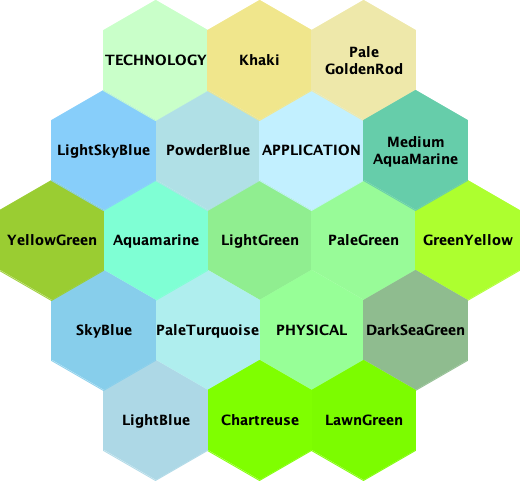 TECHNOLOGY
Khaki
Pale
GoldenRod
LightSkyBlue
PowderBlue
APPLICATION
Medium
AquaMarine
YellowGreen
Aquamarine
LightGreen
PaleGreen
GreenYellow
SkyBlue
PaleTurquoise
PHYSICAL
DarkSeaGreen
LightBlue
Chartreuse
LawnGreen